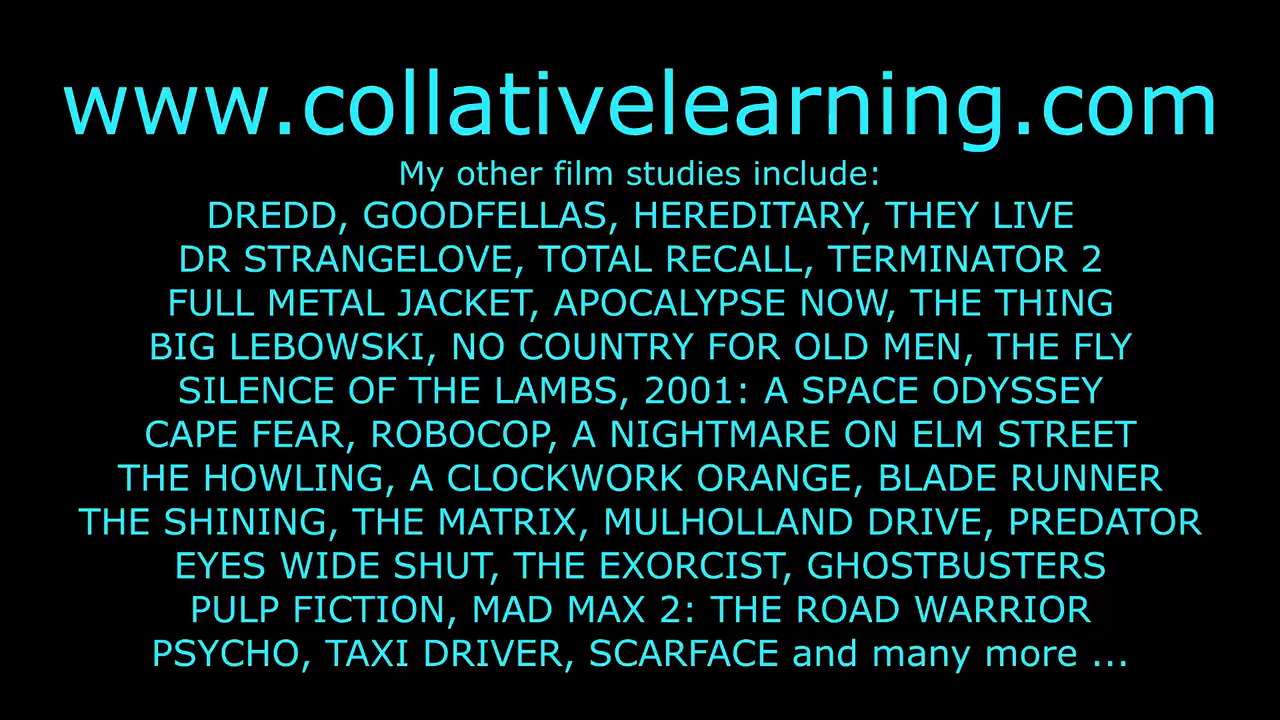 www.collativelearning.com
My other film studies include:
DREDD, GOODFELLAS, HEREDITARY, THEY LIVE
DR STRANGELOVE, TOTAL RECALL, TERMINATOR 2
FULL METAL JACKET, APOCALYPSE NOW, THE THING
BIG LEBOWSKI, NO COUNTRY FOR OLD MEN, THE FLY
SILENCE OF THE LAMBS, 2001: A SPACE ODYSSEY
CAPE FEAR, ROBOCOP, A NIGHTMARE ON ELM STREET
THE HOWLING, A CLOCKWORK ORANGE, BLADE RUNNER
THE SHINING, THE MATRIX, MULHOLLAND DRIVE, PREDATOR
EYES WIDE SHUT, THE EXORCIST, GHOSTBUSTERS
PULP FICTION, MAD MAX 2: THE ROAD WARRIOR
PSYCHO, TAXI DRIVER, SCARFACE and many more ...